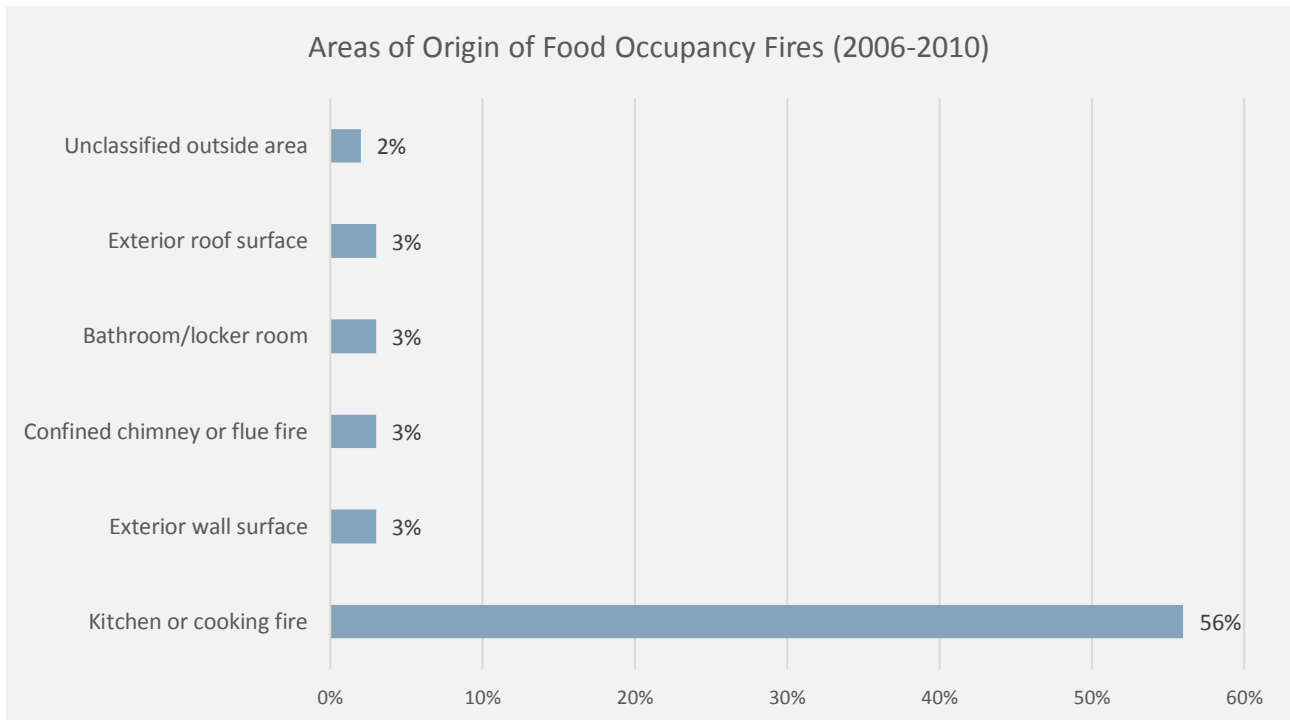 Areas of Origin of Food Occupancy Fires (2006-2010)
Unclassified outside area
2%
Exterior roof surface
3%
Bathroom/locker room
3%
Confined chimney or flue fire
3%
Exterior wall surface
3%
Kitchen or cooking fire
56%
0% 10% 20% 30% 40% 50% 60%